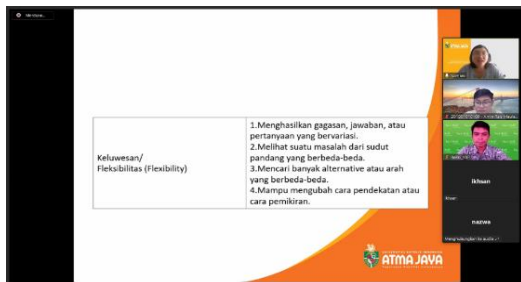 Keluwesan/
Fleksibilitas (Flexibility)
1.Menghasilkan gagasan, jawaban, atau
pertanyaan yang bervariasi.
2.Melihat suatu masalah dari sudut
pandang yang berbeda-beda.
3.Mencari banyak alternative atau arah
yang berbeda-beda.
4.Mampu mengubah cara pendekatan atau
cara pemikiran.
ATMA JAYA
Ikhsan
nazwa